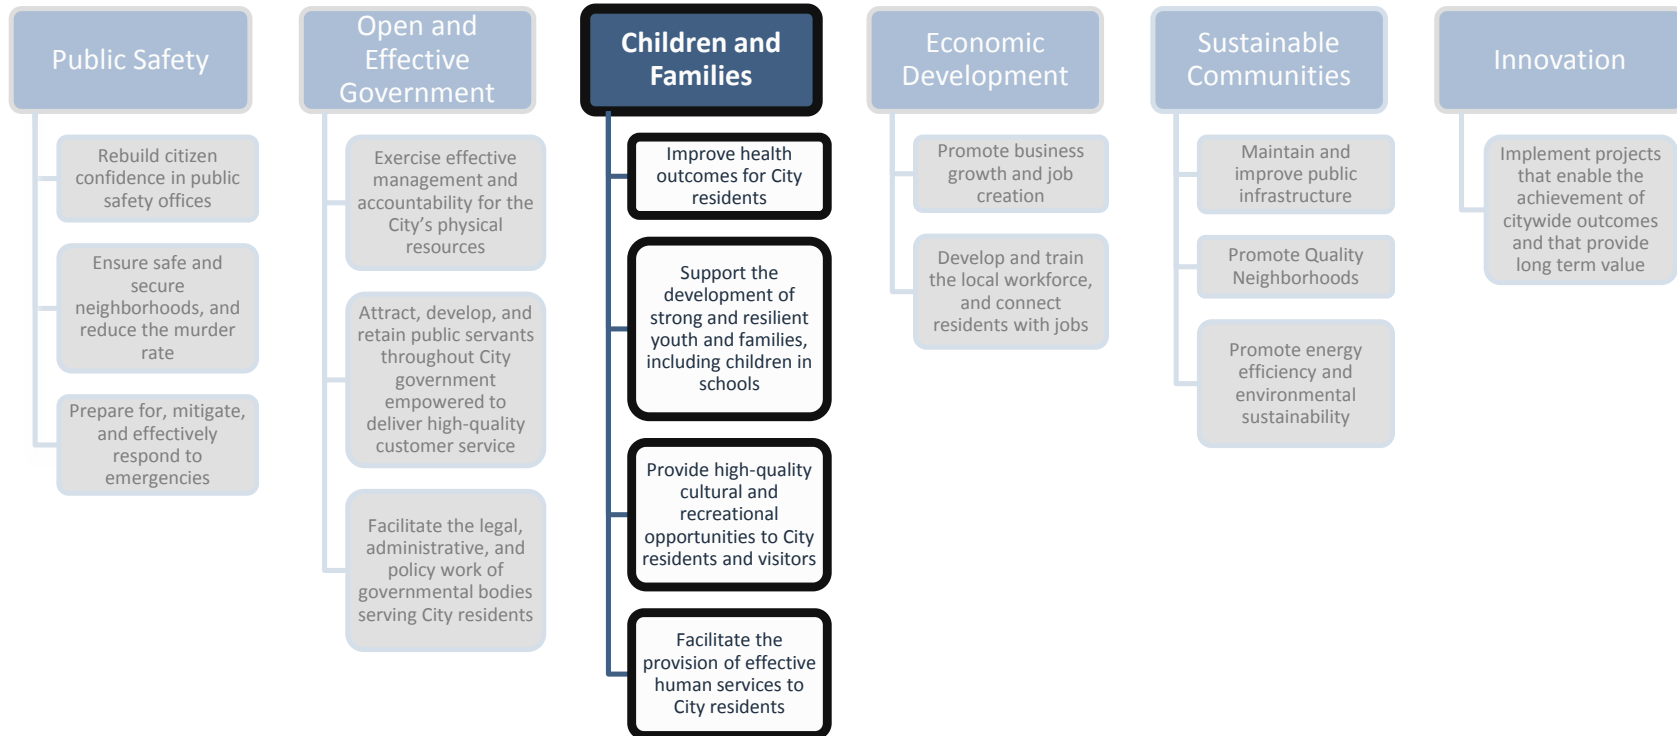 Public Safety
Rebuild citizen
confidence in public
safety offices
Ensure safe and
secure
neighborhoods, and
reduce the murder
rate
Prepare for, mitigate,
and effectively
respond to
emergencies
Open and
Effective
Government
Exercise effective
management and
accountability for the
City’s physical
resources
Attract, develop, and
retain public servants
throughout City
government
empowered to
deliver high-quality
customer service
Facilitate the legal,
administrative, and
policy work of
governmental bodies
serving City residents
Children and
Families
Improve health
outcomes for City
residents
Support the
development of
strong and resilient
youth and families,
including children in
schools
Provide high-quality
cultural and
recreational
opportunities to City
residents and visitors
Facilitate the
provision of effective
human services to
City residents
Economic
Development
Promote business
growth and job
creation
Develop and train
the local workforce,
and connect
residents with jobs
Sustainable
Communities
Maintain and
improve public
infrastructure
Promote Quality
Neighborhoods
Promote energy
efficiency and
environmental
sustainability
Innovation
Implement projects
that enable the
achievement of
citywide outcomes
and that provide
long term value